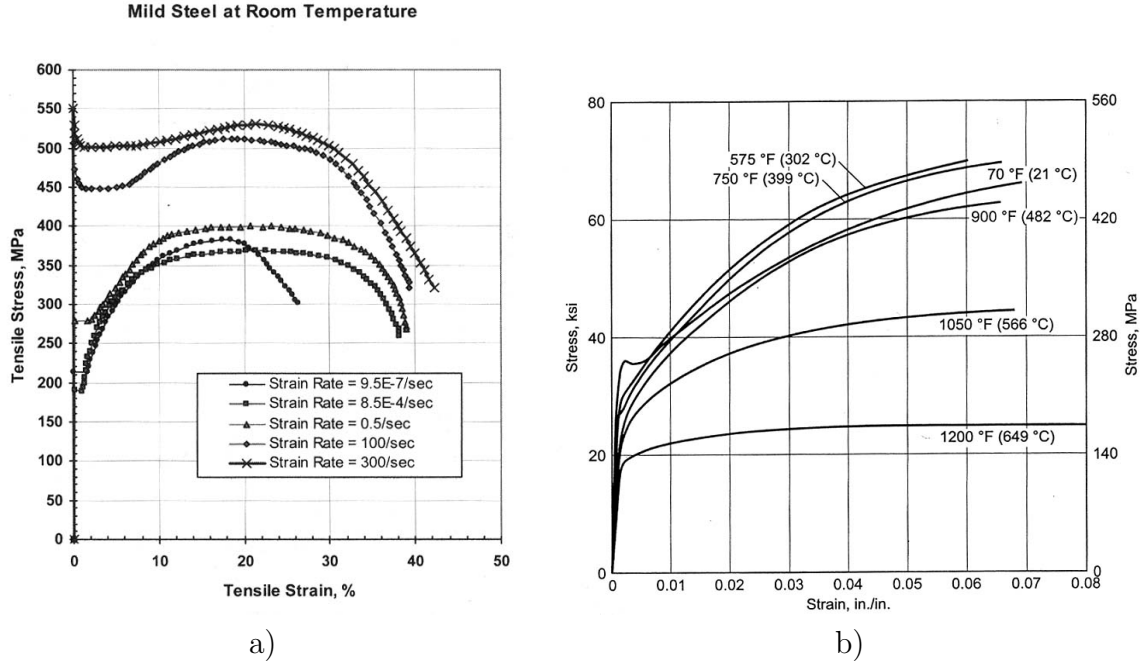 Mild Steel at Room Temperature
600
550
500
450
400
350
300
250
200
150
100
50
0
Tensile Stress, MPa
Strain Rate = 9.5E-7/sec
Strain Rate = 8.5E-4/sec
Strain Rate = 0.5/sec
Strain Rate = 100/sec
Strain Rate = 300/sec
0 10 20 30 40 50
Tensile Strain, %
a)
80
60
40
20
0
Stress, ksi
575 °F (302 °C)
750 °F (399 °C)
70 °F (21 °C)
900 °F (482 °C)
1050 °F (566 °C)
1200 °F (649 °C)
560
420
280
140
0
Stress, MPa
0 0.01 0.02 0.03 0.04 0.05 0.06 0.07 0.08
Strain, in./in.
b)